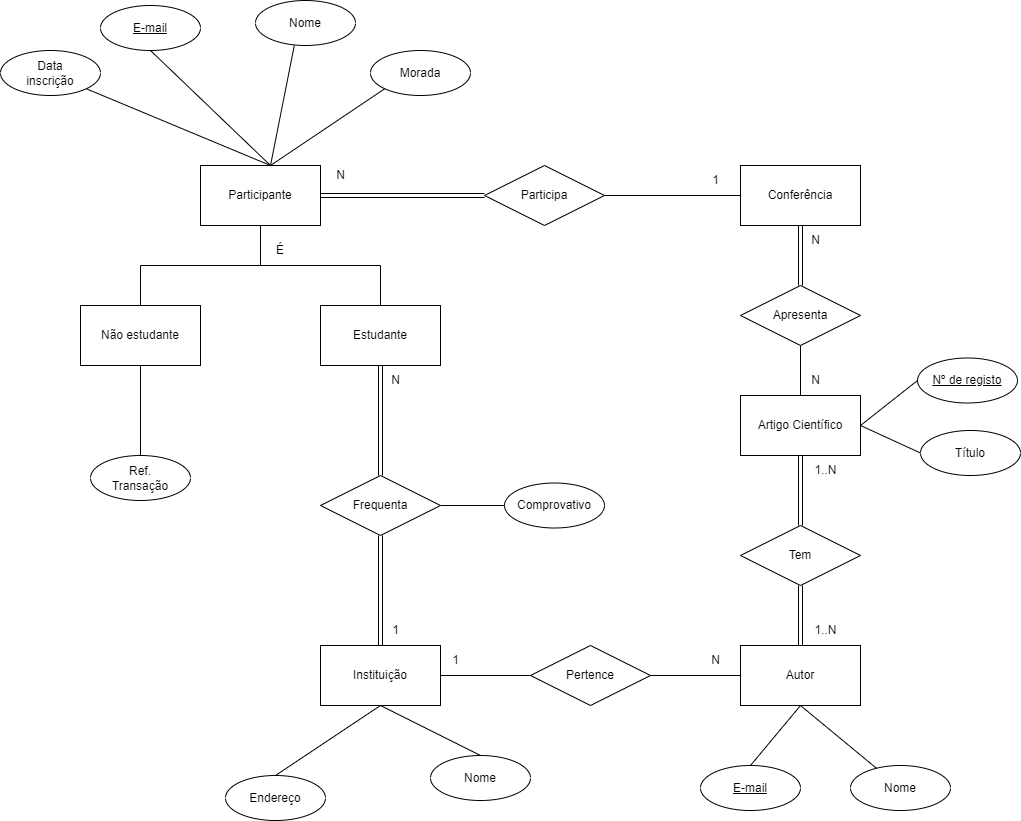 E-mail
Nome
Data
inscrição
Morada
N
1
Participante
Participa
Conferência
É
N
Não estudante
Estudante
Apresenta
N
N
Nº de registo
Artigo Científico
Título
1..N
Ref.
Transação
Frequenta
Comprovativo
Tem
1
1..N
1
N
Instituição
Pertence
Autor
Nome
Endereço
E-mail
Nome